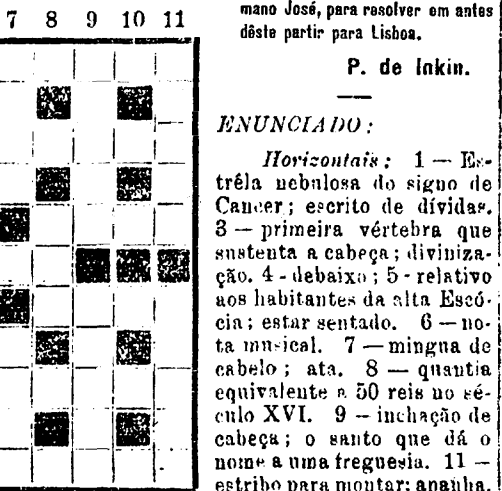 7 8 9 10 11
mano José, para resolver em antes
dêste partir para Lisboa.
P. de Inkin.
ENUNCIADO:
Horizontais: 1 — Es-
trêla nebulosa do signo de
Cancer; escrito de dívidas.
3 — primeira vértebra que
sustenta a cabeça; diviniza-
ção. 4 - debaixo; 5 - relativo
aos habitantes da alta Escó-
cia; estar sentado. 6 — no-
ta musical. 7 — mingua de
cabelo; ata. 8 — quantia
equivalente a 50 reis no sé-
culo XVI. 9 — inchação de
cabeça; o santo que dá o
nome a uma freguesia. 11 —
estribo para montar; apanha.